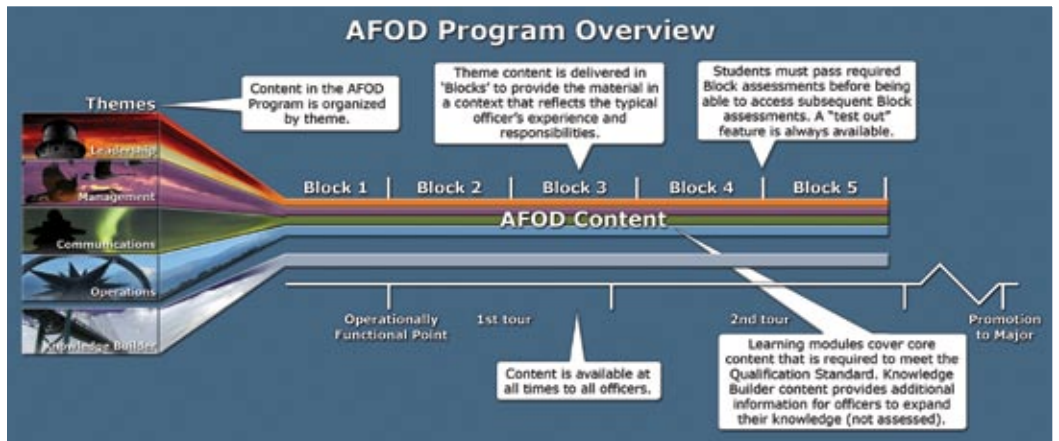 AFOD Program Overview
Themes
Content in the AFOD
Program is organized
by theme.
Theme content is delivered in
'Blocks' to provide the material in
a context that reflects the typical
officer's experience and
responsibilities.
Students must pass required
Block assessments before being
able to access subsequent Block
assessments. A "test out"
feature is always available.
Leadership
Management
Communications
Operations
Knowledge Builder
Block 1
Block 2
Block 3
Block 4
Block 5
AFOD Content
Operationally
Functional Point
1st tour
2nd tour
Promotion
to Major
Content is available at
all times to all officers.
Learning modules cover core
content that is required to meet the
Qualification Standard. Knowledge
Builder content provides additional
information for officers to expand
their knowledge (not assessed).